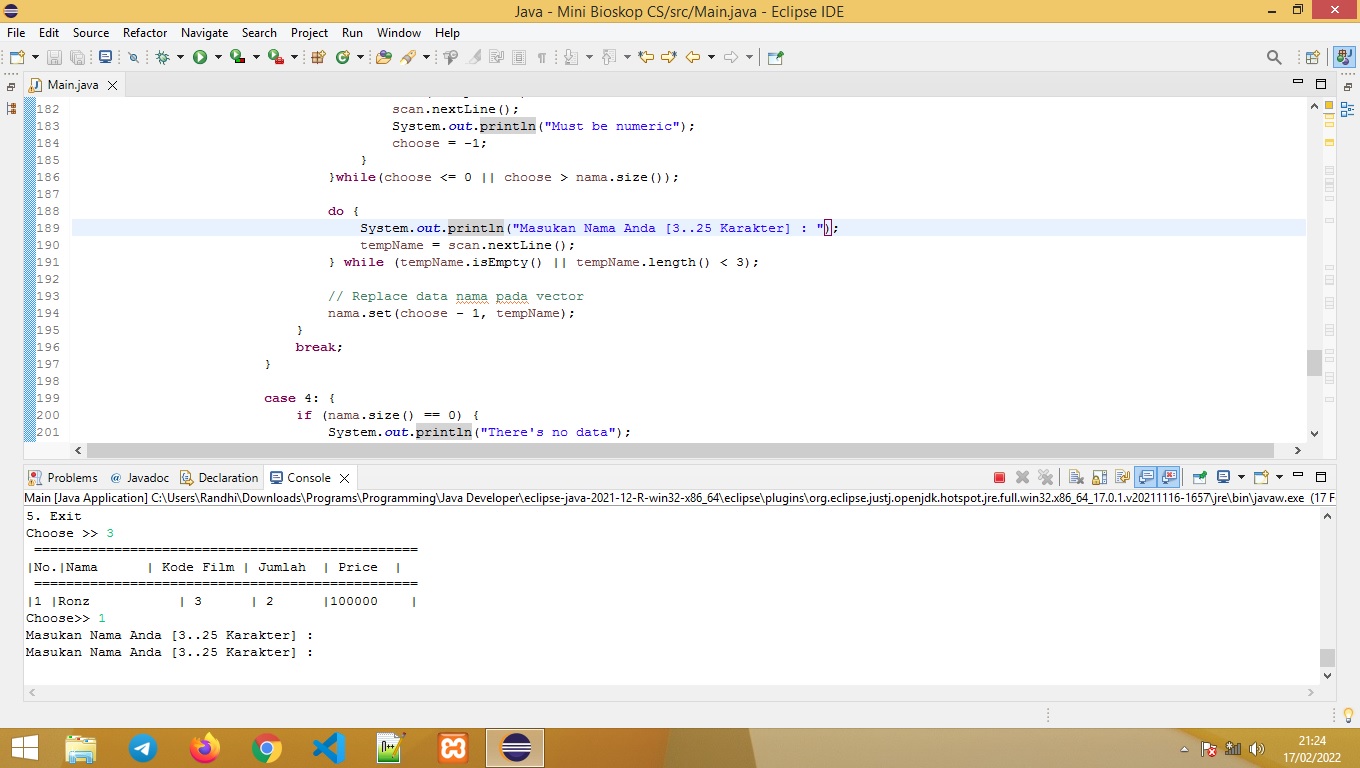 Java - Mini Bioskop CS/src/Main.java - Eclipse IDE
File Edit Source Refactor Navigate Search Project Run Window Help
Main.java
182 scan.nextLine();
183 System.out.println("Must be numeric");
184 choose = -1;
185 }
186 }while(choose <= 0 || choose > nama.size());
187
188 do {
189 System.out.println("Masukan Nama Anda [3..25 Karakter] : ");
190 tempName = scan.nextLine();
191 } while (tempName.isEmpty() || tempName.length() < 3);
192
193 // Replace data nama pada vector
194 nama.set(choose - 1, tempName);
195 }
196 break;
197 }
198
199 case 4: {
200 if (nama.size() == 0) {
201 System.out.println("There's no data");
Problems @ Javadoc Declaration Console
Main [Java Application] C:\Users\Randhi\Downloads\Programs\Programming\Java Developer\eclipse-java-2021-12-R-win32-x86_64\eclipse\plugins\org.eclipse.justj.openjdk.hotspot.jre.full.win32.x86_64_17.0.1.v20211116-1657\jre\bin\javaw.exe (17 F
5. Exit
Choose >> 3
================================================
|No.|Nama | Kode Film | Jumlah | Price |
================================================
|1 |Ronz | 3 | 2 |100000 |
Choose>> 1
Masukan Nama Anda [3..25 Karakter] :
Masukan Nama Anda [3..25 Karakter] :
21:24
17/02/2022